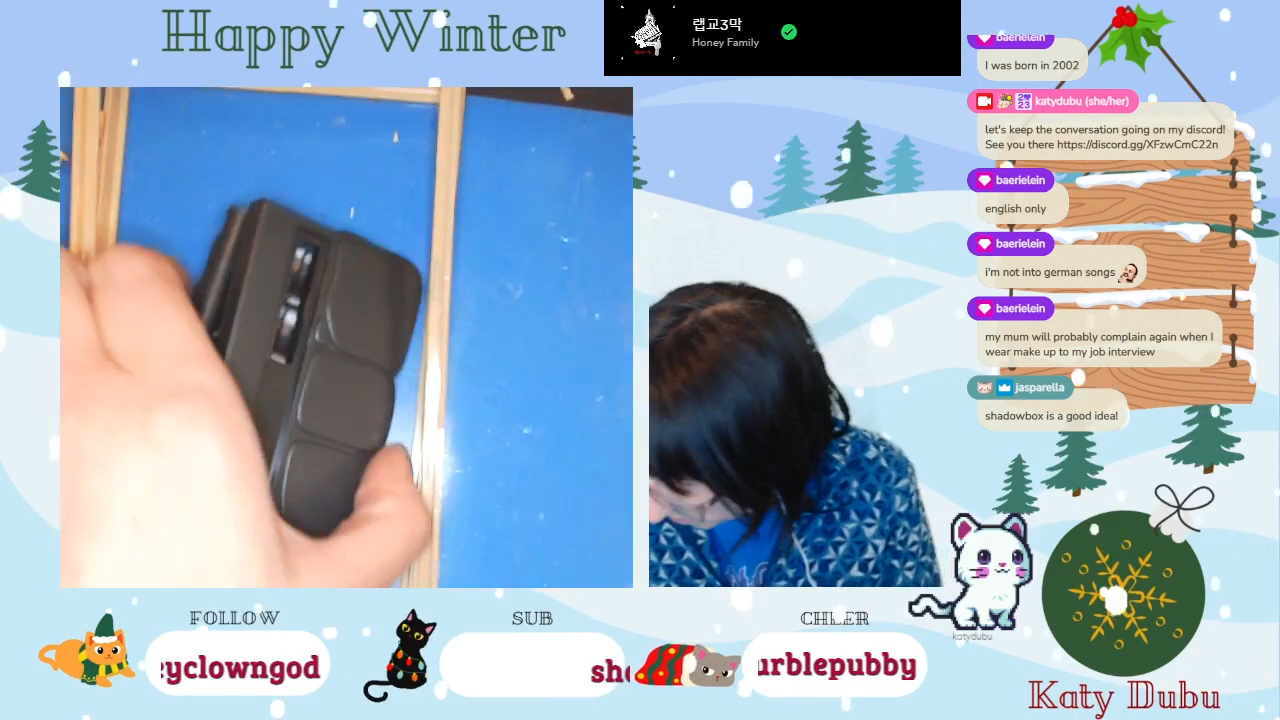 Happy Winter
랩교3막
Honey Family
baerielein
I was born in 2002
katydubu (she/her)
let's keep the conversation going on my discord!
See you there https://discord.gg/XFzwCmC22n
baerielein
english only
baerielein
i'm not into german songs
baerielein
my mum will probably complain again when I
wear make up to my job interview
jasparella
shadowbox is a good idea!
katydubu
FOLLOW
SUB
CHEER
yclowngod
she
urblepubby
Katy Dubu